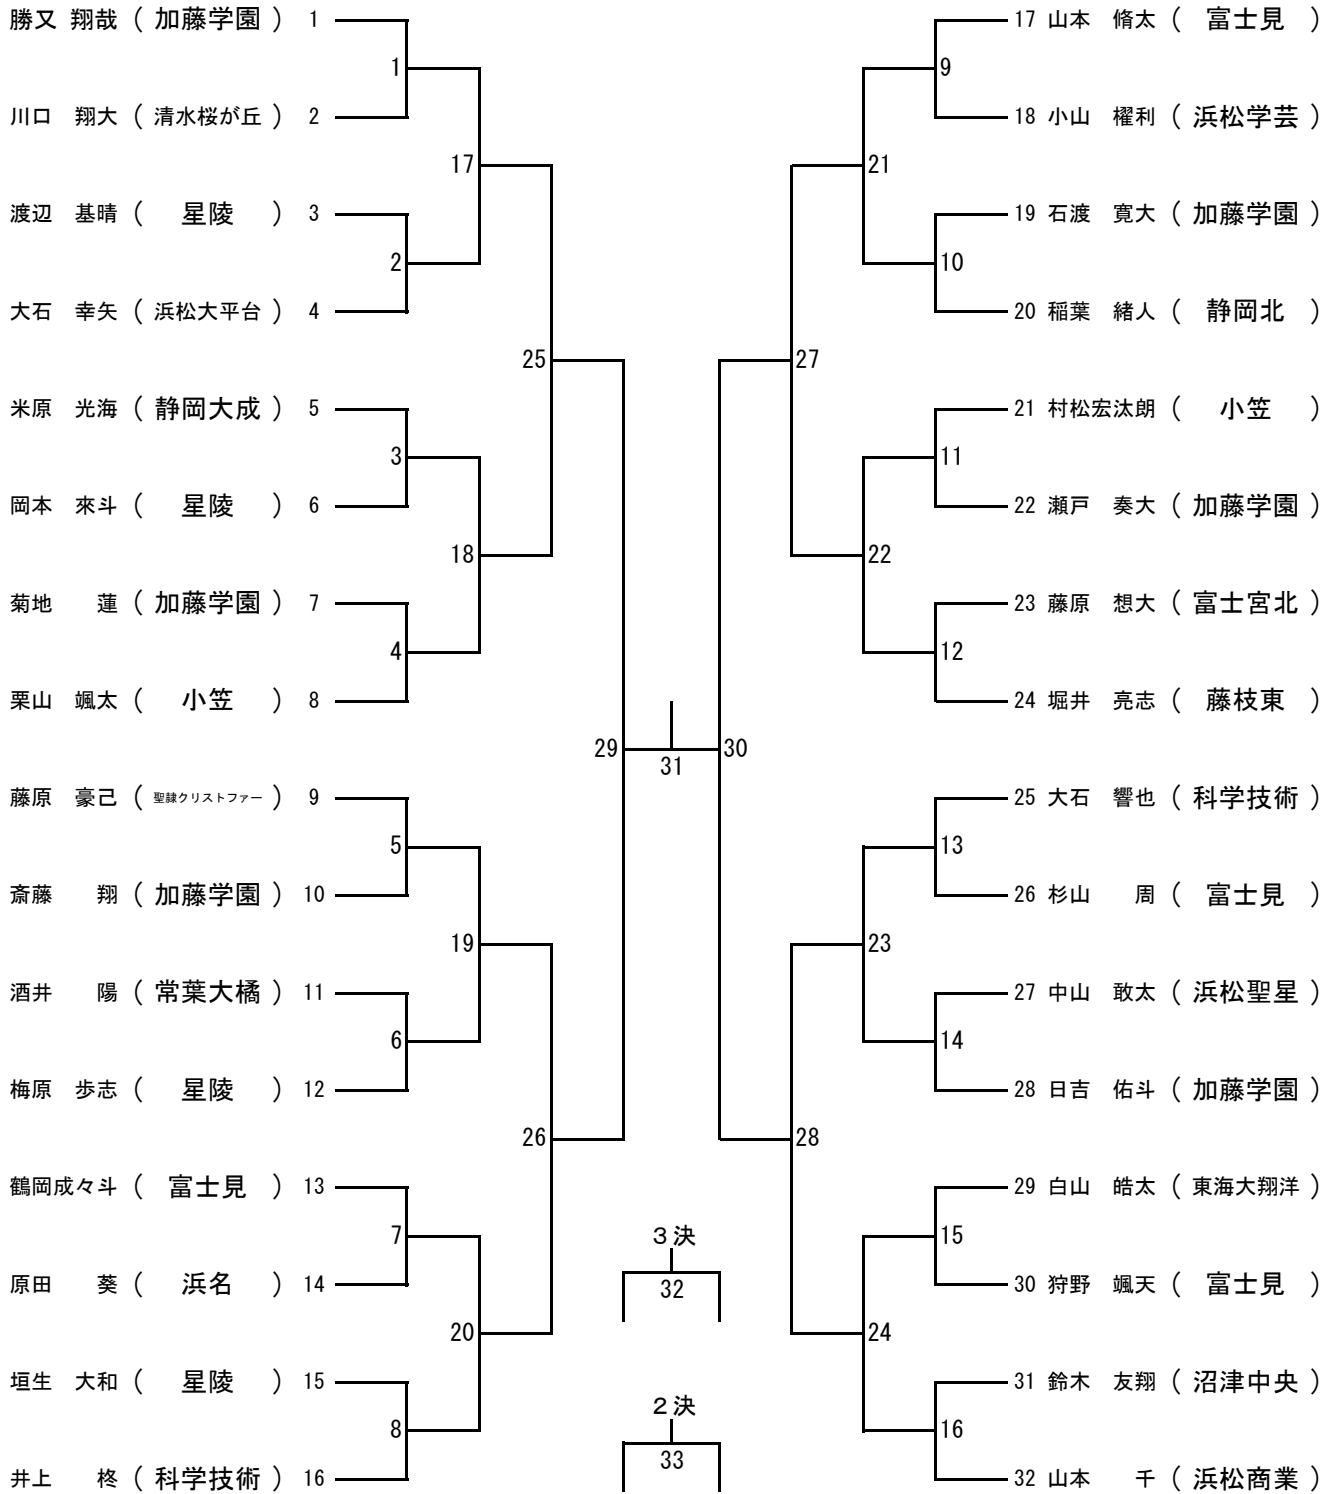 勝又 翔哉 ( 加藤学園 ) 1
1
川口 翔大 ( 清水桜が丘 ) 2
17
渡辺 基晴 ( 星陵 ) 3
2
大石 幸矢 ( 浜松大平台 ) 4
25
米原 光海 ( 静岡大成 ) 5
3
岡本 來斗 ( 星陵 ) 6
18
菊地 蓮 ( 加藤学園 ) 7
4
栗山 颯太 ( 小笠 ) 8
29
藤原 豪己 ( 聖隷クリストファー ) 9
5
斎藤 翔 ( 加藤学園 ) 10
19
酒井 陽 ( 常葉大橘 ) 11
6
梅原 歩志 ( 星陵 ) 12
26
鶴岡成々斗 ( 富士見 ) 13
7
原田 葵 ( 浜名 ) 14
20
垣生 大和 ( 星陵 ) 15
8
井上 柊 ( 科学技術 ) 16
31
3決
32
2決
33
17 山本 脩太 ( 富士見 )
9
18 小山 櫂利 ( 浜松学芸 )
21
19 石渡 寛大 ( 加藤学園 )
10
20 稲葉 緒人 ( 静岡北 )
27
21 村松宏汰朗 ( 小笠 )
11
22 瀬戸 奏大 ( 加藤学園 )
22
23 藤原 想大 ( 富士宮北 )
12
24 堀井 亮志 ( 藤枝東 )
30
25 大石 響也 ( 科学技術 )
13
26 杉山 周 ( 富士見 )
23
27 中山 敢太 ( 浜松聖星 )
14
28 日吉 佑斗 ( 加藤学園 )
28
29 白山 皓太 ( 東海大翔洋 )
15
30 狩野 颯天 ( 富士見 )
24
31 鈴木 友翔 ( 沼津中央 )
16
32 山本 千 ( 浜松商業 )